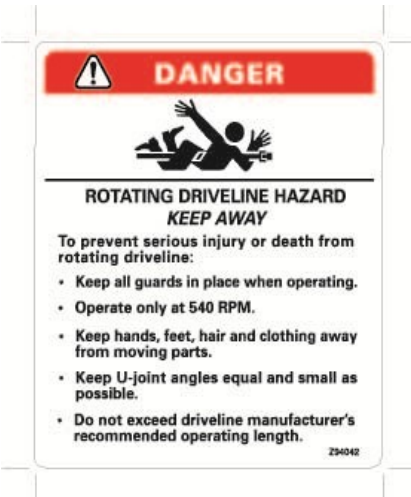 DANGER
ROTATING DRIVELINE HAZARD
KEEP AWAY
To prevent serious injury or death from
rotating driveline:
• Keep all guards in place when operating.
• Operate only at 540 RPM.
• Keep hands, feet, hair and clothing away
from moving parts.
• Keep U-joint angles equal and small as
possible.
• Do not exceed driveline manufacturer's
recommended operating length.
Z94042